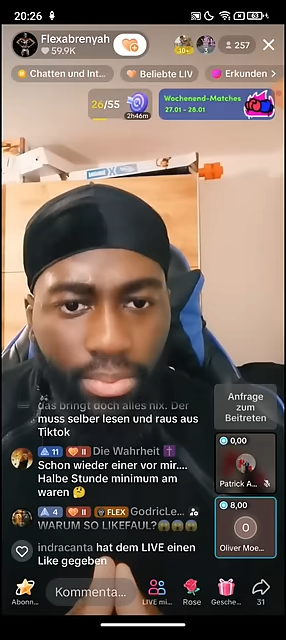 20:26
63
Flexabrenyah
59.9K
30+
257
Chatten und Int...
Beliebte LIV
Erkunden >
26/55
2h46m
Wochenend-Matches
27.01 - 28.01
das bringt doch alles nix. Der
muss selber lesen und raus aus
Tiktok
11 II Die Wahrheit
Schon wieder einer vor mir....
Halbe Stunde minimum am
waren 🤔
4 II FLEX GodricLe...
WARUM SO LIKEFAUL?😱😱😱
indracanta hat dem LIVE einen
Like gegeben
Anfrage
zum
Beitreten
0,00
Patrick A...
8,00
O
Oliver Moe...
Abonn...
Kommenta...
LIVE mi...
Rose
Gesche...
31